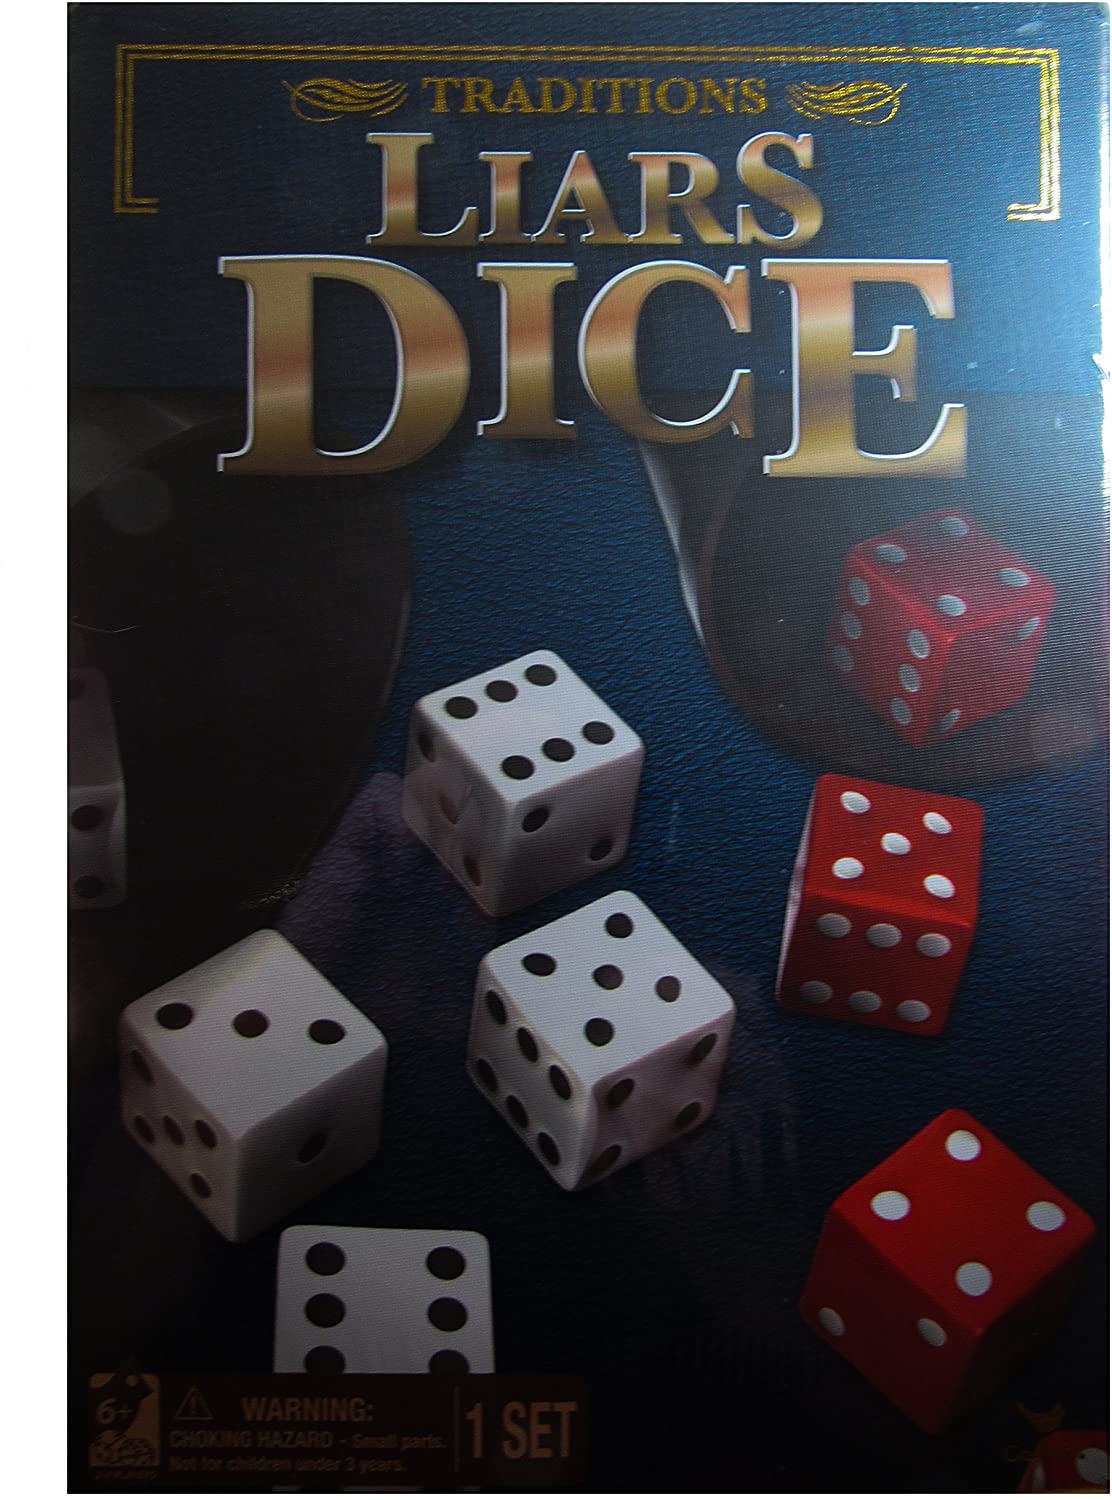 TRADITIONS
LIARS
DICE
6+
WARNING:
CHOKING HAZARD - Small parts.
Not for children under 3 years.
1 SET